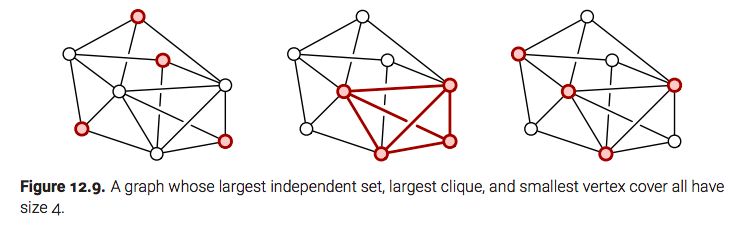 Figure 12.9. A graph whose largest independent set, largest clique, and smallest vertex cover all have
size 4.